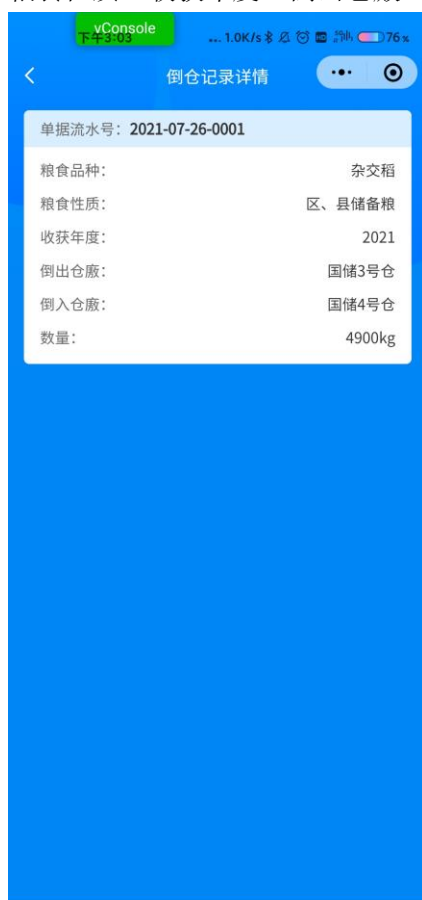 vConsole
下午3:03 ... 1.0K/s 76%
倒仓记录详情
单据流水号：2021-07-26-0001
粮食品种： 杂交稻
粮食性质： 区、县储备粮
收获年度： 2021
倒出仓廒： 国储3号仓
倒入仓廒： 国储4号仓
数量： 4900kg